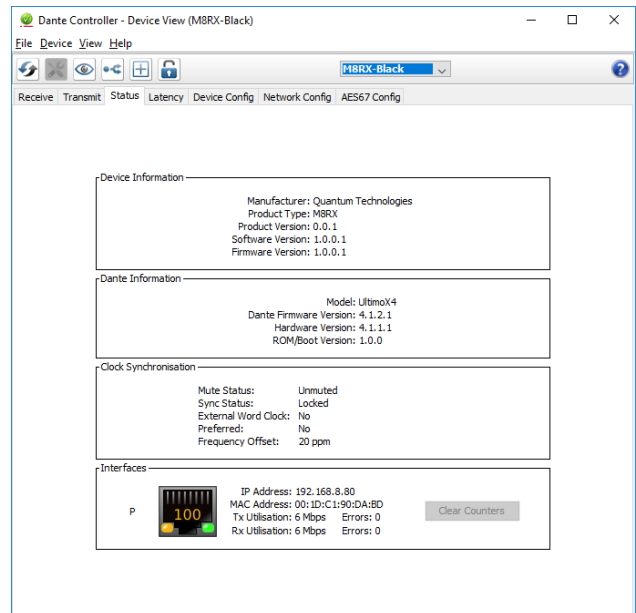 Dante Controller - Device View (M8RX-Black)
File Device View Help
M8RX-Black
Receive Transmit Status Latency Device Config Network Config AES67 Config
Device Information
Manufacturer: Quantum Technologies
Product Type: M8RX
Product Version: 0.0.1
Software Version: 1.0.0.1
Firmware Version: 1.0.0.1
Dante Information
Model: UltimoX4
Dante Firmware Version: 4.1.2.1
Hardware Version: 4.1.1.1
ROM/Boot Version: 1.0.0
Clock Synchronisation
Mute Status: Unmuted
Sync Status: Locked
External Word Clock: No
Preferred: No
Frequency Offset: 20 ppm
Interfaces
P
100
IP Address: 192.168.8.80
MAC Address: 00:1D:C1:90:DA:BD
Tx Utilisation: 6 Mbps Errors: 0
Rx Utilisation: 6 Mbps Errors: 0
Clear Counters